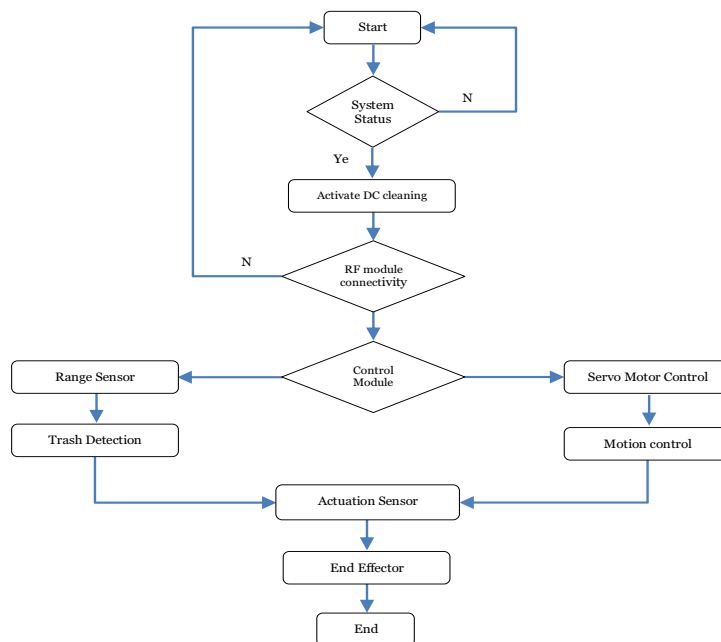 Start
System
Status
N
Ye
Activate DC cleaning
RF module
connectivity
N
Control
Module
Range Sensor
Servo Motor Control
Trash Detection
Motion control
Actuation Sensor
End Effector
End